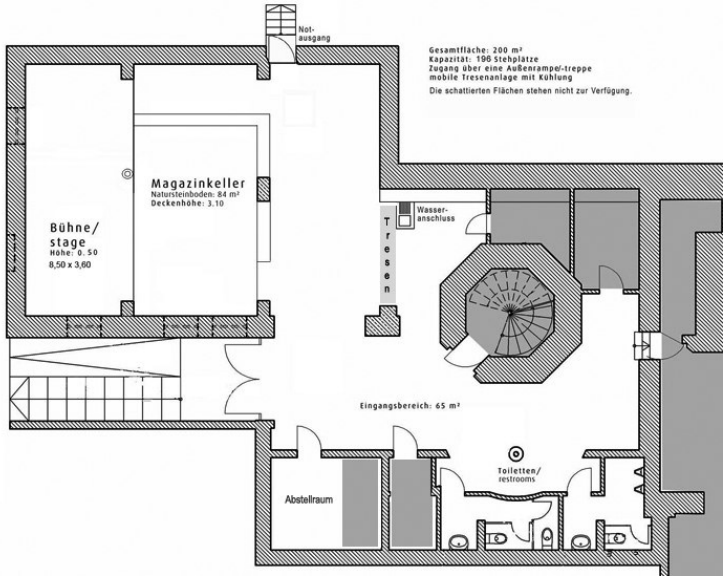 Not-
ausgang
Gesamtfläche: 200 m²
Kapazität: 196 Stehplätze
Zugang über eine Außenrampe/-treppe
mobile Tresenanlage mit Kühlung
Die schattierten Flächen stehen nicht zur Verfügung.
Magazinkeller
Natursteinboden: 84 m²
Deckenhöhe: 3.10
Bühne/
stage
Höhe: 0.50
8,50 x 3,60
Tresen
Wasser-
anschluss
Eingangsbereich: 65 m²
Toiletten/
restrooms
Abstellraum